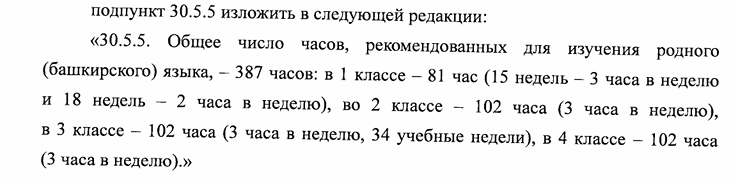 подпункт 30.5.5 изложить в следующей редакции:
«30.5.5. Общее число часов, рекомендованных для изучения родного
(башкирского) языка, – 387 часов: в 1 классе – 81 час (15 недель – 3 часа в неделю
и 18 недель – 2 часа в неделю), во 2 классе – 102 часа (3 часа в неделю),
в 3 классе – 102 часа (3 часа в неделю, 34 учебные недели), в 4 классе – 102 часа
(3 часа в неделю).»